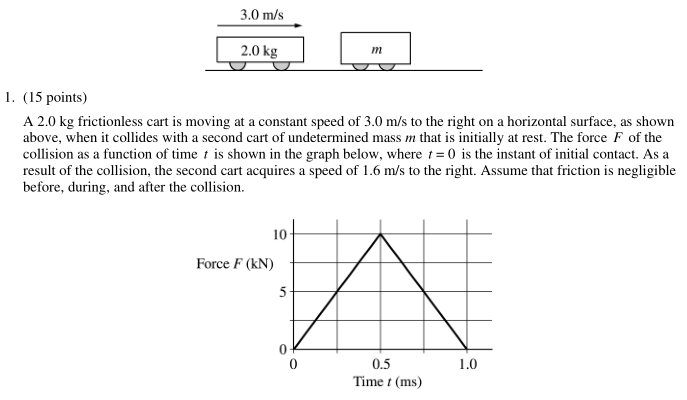 3.0 m/s
2.0 kg
m
1. (15 points)
A 2.0 kg frictionless cart is moving at a constant speed of 3.0 m/s to the right on a horizontal surface, as shown
above, when it collides with a second cart of undetermined mass m that is initially at rest. The force F of the
collision as a function of time t is shown in the graph below, where t = 0 is the instant of initial contact. As a
result of the collision, the second cart acquires a speed of 1.6 m/s to the right. Assume that friction is negligible
before, during, and after the collision.
10
Force F (kN)
5
0
0 0.5 1.0
Time t (ms)